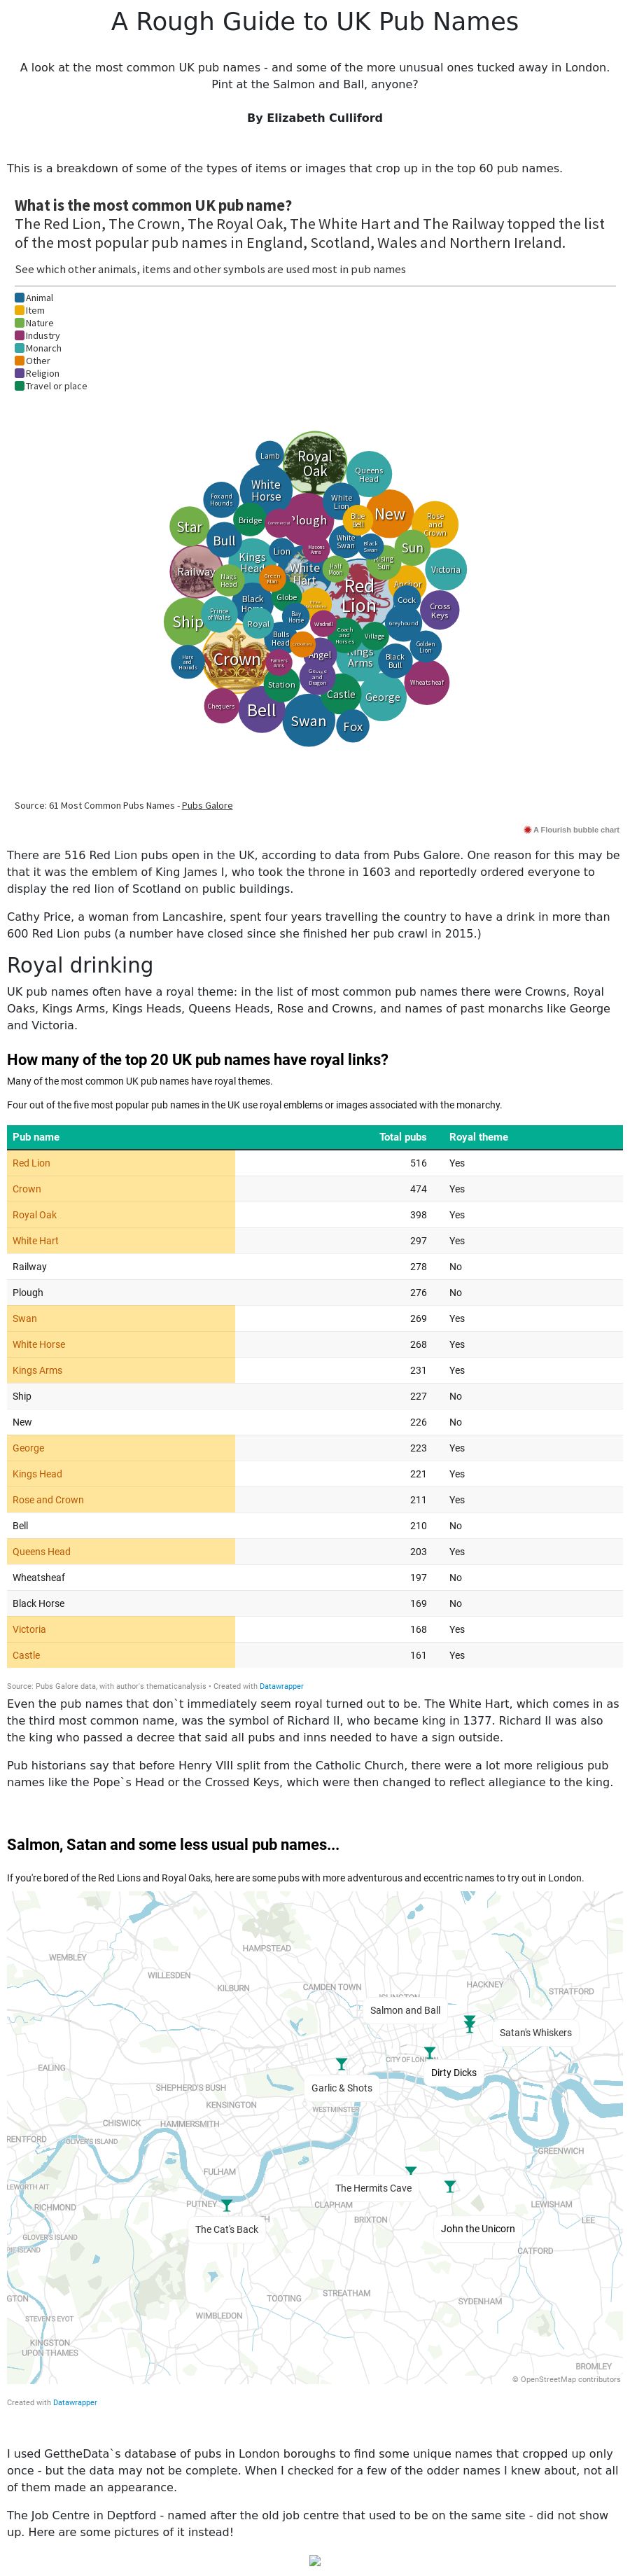 A Rough Guide to UK Pub Names
A look at the most common UK pub names - and some of the more unusual ones tucked away in London.
Pint at the Salmon and Ball, anyone?
By Elizabeth Culliford
This is a breakdown of some of the types of items or images that crop up in the top 60 pub names.
What is the most common UK pub name?
The Red Lion, The Crown, The Royal Oak, The White Hart and The Railway topped the list
of the most popular pub names in England, Scotland, Wales and Northern Ireland.
See which other animals, items and other symbols are used most in pub names
Animal
Item
Nature
Industry
Monarch
Other
Religion
Travel or place
Lamb
Royal
Oak
Queens
Head
White
Horse
Fox and
Hounds
White
Lion
New
Rose
and
Crown
Star
Bridge
Commercial
Plough
Blue
Bell
Bull
White
Swan
Black
Swan
Sun
Kings
Head
Lion
Masons
Arms
Rising
Sun
Victoria
Railway
Nags
Head
Green
Man
White
Hart
Half
Moon
Red
Lion
Anchor
Black
Horse
Globe
Cock
Cross
Keys
Ship
Prince
of Wales
Royal
Bay
Horse
Windmill
Greyhound
Bulls
Head
Coach
and
Horses
Village
Golden
Lion
Hare
and
Hounds
Crown
Farmers
Arms
Angel
Kings
Arms
Black
Bull
Station
George
and
Dragon
Castle
George
Wheatsheaf
Chequers
Bell
Swan
Fox
Source: 61 Most Common Pubs Names - Pubs Galore
A Flourish bubble chart
There are 516 Red Lion pubs open in the UK, according to data from Pubs Galore. One reason for this may be
that it was the emblem of King James I, who took the throne in 1603 and reportedly ordered everyone to
display the red lion of Scotland on public buildings.
Cathy Price, a woman from Lancashire, spent four years travelling the country to have a drink in more than
600 Red Lion pubs (a number have closed since she finished her pub crawl in 2015.)
Royal drinking
UK pub names often have a royal theme: in the list of most common pub names there were Crowns, Royal
Oaks, Kings Arms, Kings Heads, Queens Heads, Rose and Crowns, and names of past monarchs like George
and Victoria.
How many of the top 20 UK pub names have royal links?
Many of the most common UK pub names have royal themes.
Four out of the five most popular pub names in the UK use royal emblems or images associated with the monarchy.
Pub name Total pubs Royal theme
Red Lion 516 Yes
Crown 474 Yes
Royal Oak 398 Yes
White Hart 297 Yes
Railway 278 No
Plough 276 No
Swan 269 Yes
White Horse 268 Yes
Kings Arms 231 Yes
Ship 227 No
New 226 No
George 223 Yes
Kings Head 221 Yes
Rose and Crown 211 Yes
Bell 210 No
Queens Head 203 Yes
Wheatsheaf 197 No
Black Horse 169 No
Victoria 168 Yes
Castle 161 Yes
Source: Pubs Galore data, with author's thematicanalysis • Created with Datawrapper
Even the pub names that don`t immediately seem royal turned out to be. The White Hart, which comes in as
the third most common name, was the symbol of Richard II, who became king in 1377. Richard II was also
the king who passed a decree that said all pubs and inns needed to have a sign outside.
Pub historians say that before Henry VIII split from the Catholic Church, there were a lot more religious pub
names like the Pope`s Head or the Crossed Keys, which were then changed to reflect allegiance to the king.
Salmon, Satan and some less usual pub names...
If you're bored of the Red Lions and Royal Oaks, here are some pubs with more adventurous and eccentric names to try out in London.
HAMPSTEAD
WEMBLEY
WILLESDEN
KILBURN
CAMDEN TOWN
HACKNEY
STRATFORD
ISLINGTON
Salmon and Ball
Satan's Whiskers
CITY OF LONDON
EALING
Dirty Dicks
SHEPHERD'S BUSH
Garlic & Shots
KENSINGTON
WESTMINSTER
CHISWICK
HAMMERSMITH
RENTFORD
OLIVER'S ISLAND
GREENWICH
FULHAM
The Hermits Cave
LEWORTH AIT
RICHMOND
PUTNEY
CLAPHAM
BRIXTON
LEWISHAM
LEE
The Cat's Back
John the Unicorn
GLOVER'S ISLAND
RIE ISLAND
CATFORD
GTON
TOOTING
STREATHAM
SYDENHAM
STEVEN'S EYOT
WIMBLEDON
KINGSTON
UPON THAMES
BROMLEY
© OpenStreetMap contributors
Created with Datawrapper
I used GettheData`s database of pubs in London boroughs to find some unique names that cropped up only
once - but the data may not be complete. When I checked for a few of the odder names I knew about, not all
of them made an appearance.
The Job Centre in Deptford - named after the old job centre that used to be on the same site - did not show
up. Here are some pictures of it instead!